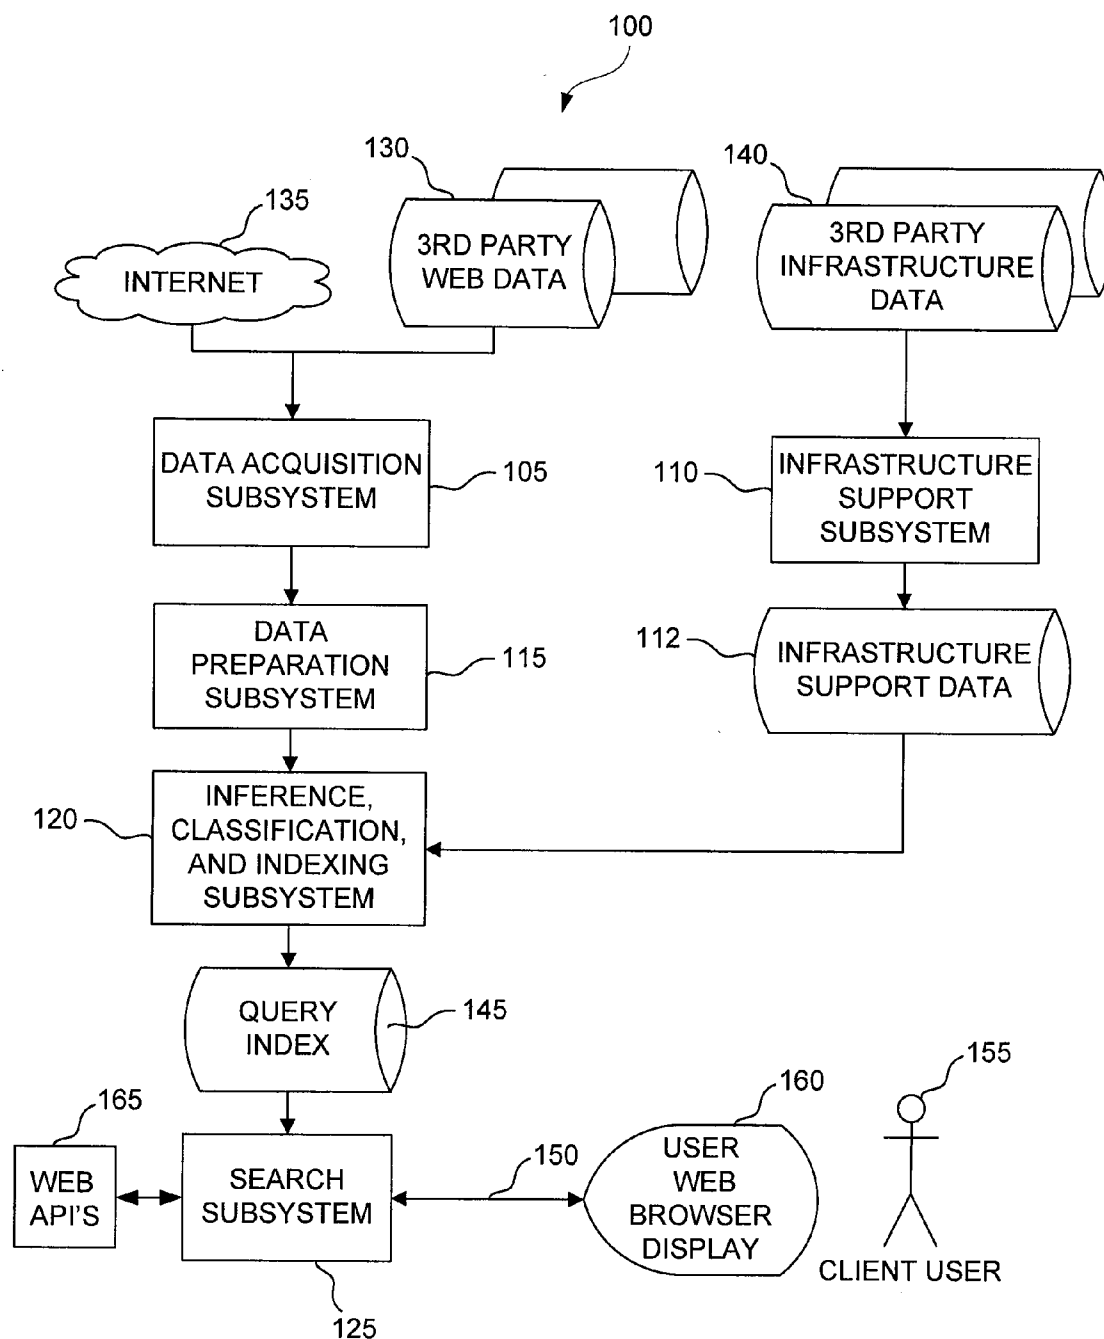 100
130
140
135
3RD PARTY
WEB DATA
3RD PARTY
INFRASTRUCTURE
DATA
INTERNET
DATA ACQUISITION
SUBSYSTEM
105
110
INFRASTRUCTURE
SUPPORT
SUBSYSTEM
DATA
PREPARATION
SUBSYSTEM
115
112
INFRASTRUCTURE
SUPPORT DATA
120
INFERENCE,
CLASSIFICATION,
AND INDEXING
SUBSYSTEM
QUERY
INDEX
145
155
165
160
WEB
API'S
SEARCH
SUBSYSTEM
150
USER
WEB
BROWSER
DISPLAY
CLIENT USER
125